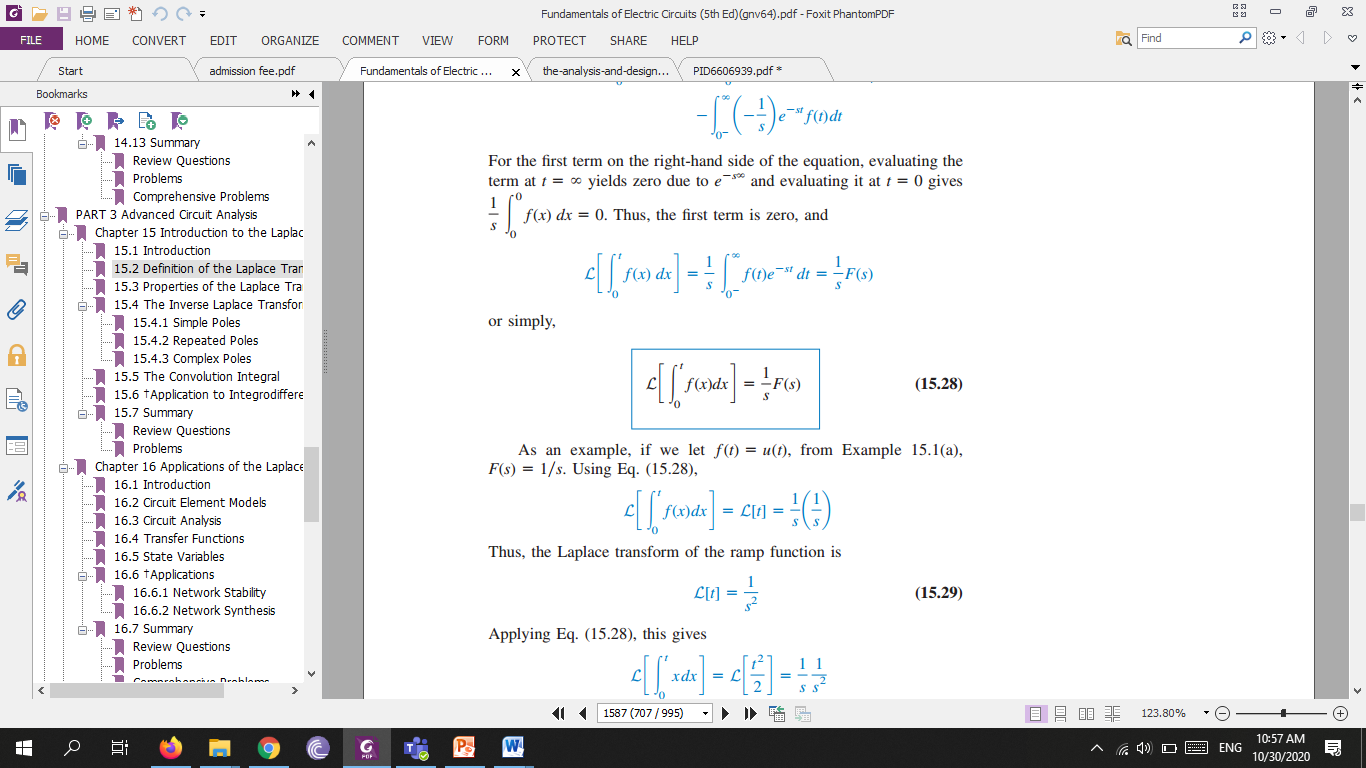 Fundamentals of Electric Circuits (5th Ed)(gnv64).pdf - Foxit PhantomPDF
FILE HOME CONVERT EDIT ORGANIZE COMMENT VIEW FORM PROTECT SHARE HELP Find
Start admission fee.pdf Fundamentals of Electric ... x the-analysis-and-design... PID6606939.pdf *
Bookmarks
14.13 Summary
Review Questions
Problems
Comprehensive Problems
PART 3 Advanced Circuit Analysis
Chapter 15 Introduction to the Laplac
15.1 Introduction
15.2 Definition of the Laplace Tran
15.3 Properties of the Laplace Tra
15.4 The Inverse Laplace Transfor
15.4.1 Simple Poles
15.4.2 Repeated Poles
15.4.3 Complex Poles
15.5 The Convolution Integral
15.6 †Application to Integrodiffere
15.7 Summary
Review Questions
Problems
Chapter 16 Applications of the Laplace
16.1 Introduction
16.2 Circuit Element Models
16.3 Circuit Analysis
16.4 Transfer Functions
16.5 State Variables
16.6 †Applications
16.6.1 Network Stability
16.6.2 Network Synthesis
16.7 Summary
Review Questions
Problems
Comprehensive Problems
−∫₀₋^∞ (−1/s) e^−st f(t)dt
For the first term on the right-hand side of the equation, evaluating the
term at t = ∞ yields zero due to e^−s∞ and evaluating it at t = 0 gives
1/s ∫₀^0 f(x) dx = 0. Thus, the first term is zero, and
ℒ[∫₀^t f(x) dx] = 1/s ∫₀₋^∞ f(t)e^−st dt = 1/s F(s)
or simply,
ℒ[∫₀^t f(x)dx] = 1/s F(s) (15.28)
As an example, if we let f(t) = u(t), from Example 15.1(a),
F(s) = 1/s. Using Eq. (15.28),
ℒ[∫₀^t f(x)dx] = ℒ[t] = 1/s (1/s)
Thus, the Laplace transform of the ramp function is
ℒ[t] = 1/s² (15.29)
Applying Eq. (15.28), this gives
ℒ[∫₀^t xdx] = ℒ[t²/2] = 1/s 1/s²
1587 (707 / 995) 123.80%
ENG
10:57 AM
10/30/2020